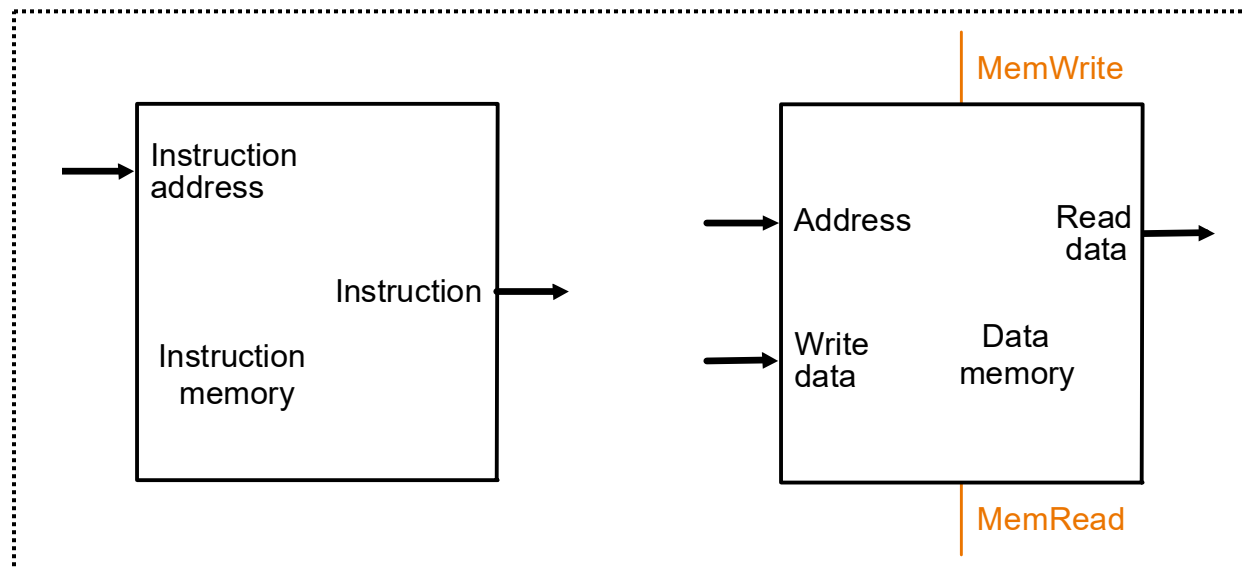 Instruction
address
Instruction
Instruction
memory
MemWrite
Address
Read
data
Write
data
Data
memory
MemRead